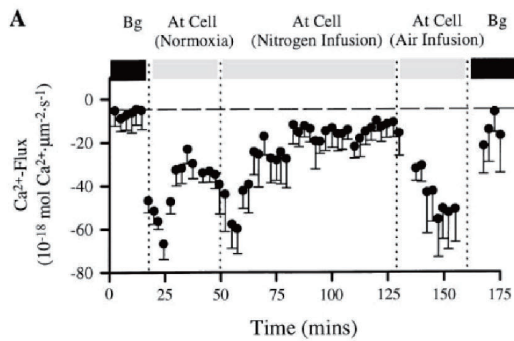 A
Bg At Cell (Normoxia) At Cell (Nitrogen Infusion) At Cell (Air Infusion) Bg
Ca²⁺-Flux
(10⁻¹⁸ mol Ca²⁺·μm⁻²·s⁻¹)
0
-20
-40
-60
-80
0 25 50 75 100 125 150 175
Time (mins)